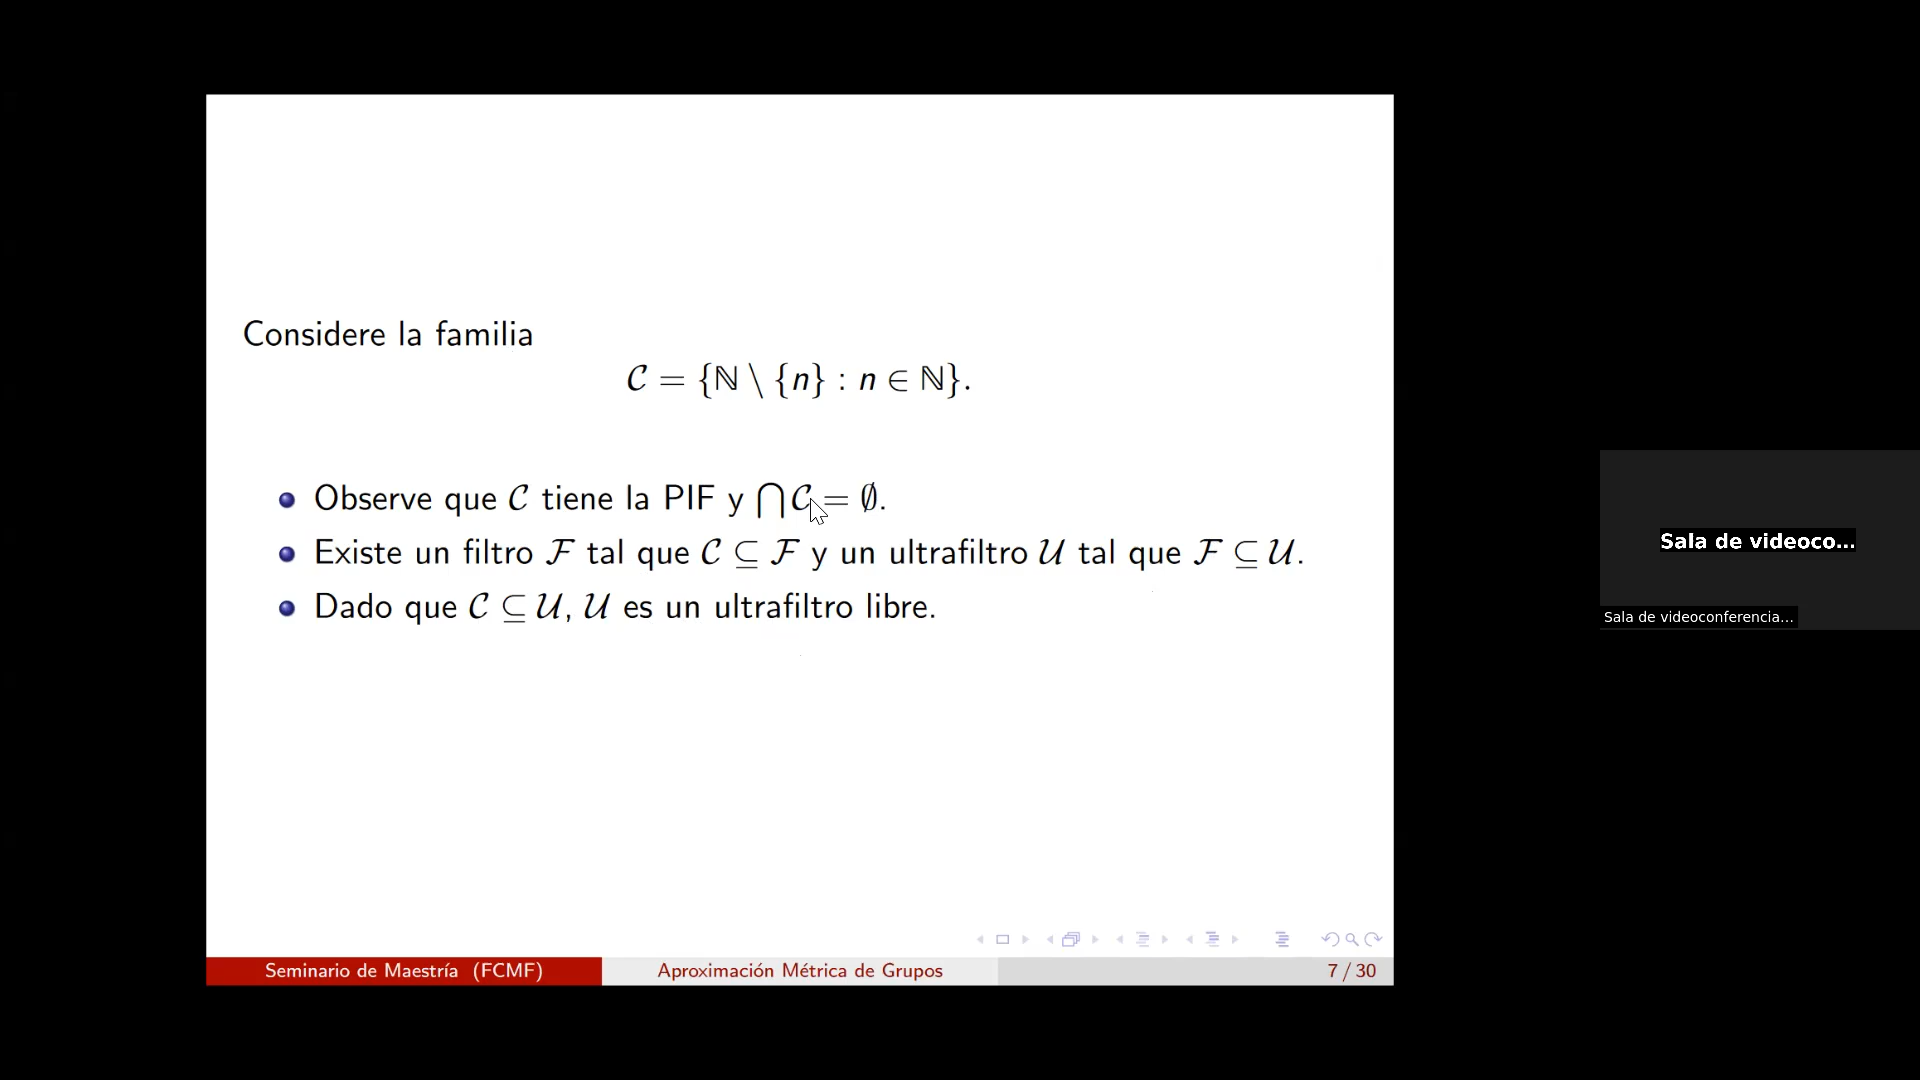 Considere la familia
𝒞 = {ℕ \ {n} : n ∈ ℕ}.
Observe que 𝒞 tiene la PIF y ⋂𝒞 = ∅.
Existe un filtro ℱ tal que 𝒞 ⊆ ℱ y un ultrafiltro 𝒰 tal que ℱ ⊆ 𝒰.
Dado que 𝒞 ⊆ 𝒰, 𝒰 es un ultrafiltro libre.
Sala de videoco...
Sala de videoconferencia...
Seminario de Maestría (FCMF) Aproximación Métrica de Grupos 7 / 30